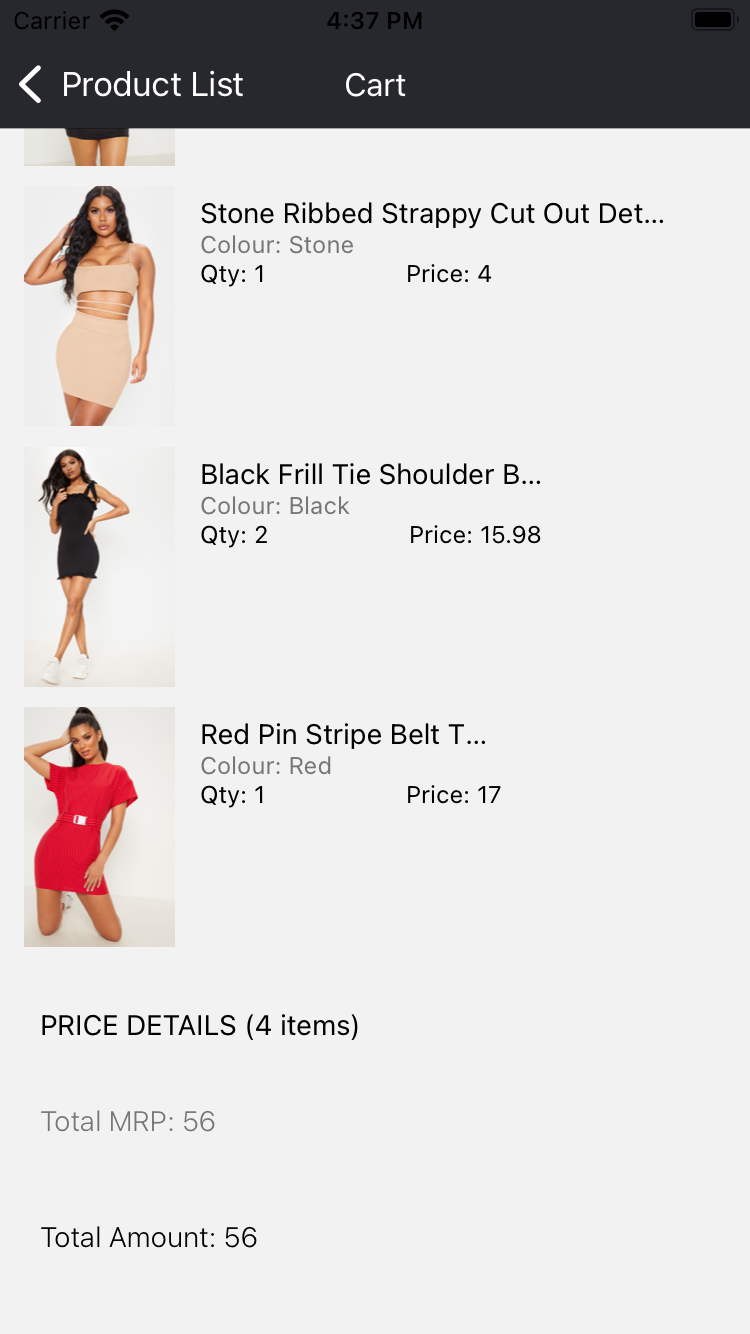 Carrier 4:37 PM
Product List Cart
Stone Ribbed Strappy Cut Out Det...
Colour: Stone
Qty: 1 Price: 4
Black Frill Tie Shoulder B...
Colour: Black
Qty: 2 Price: 15.98
Red Pin Stripe Belt T...
Colour: Red
Qty: 1 Price: 17
PRICE DETAILS (4 items)
Total MRP: 56
Total Amount: 56